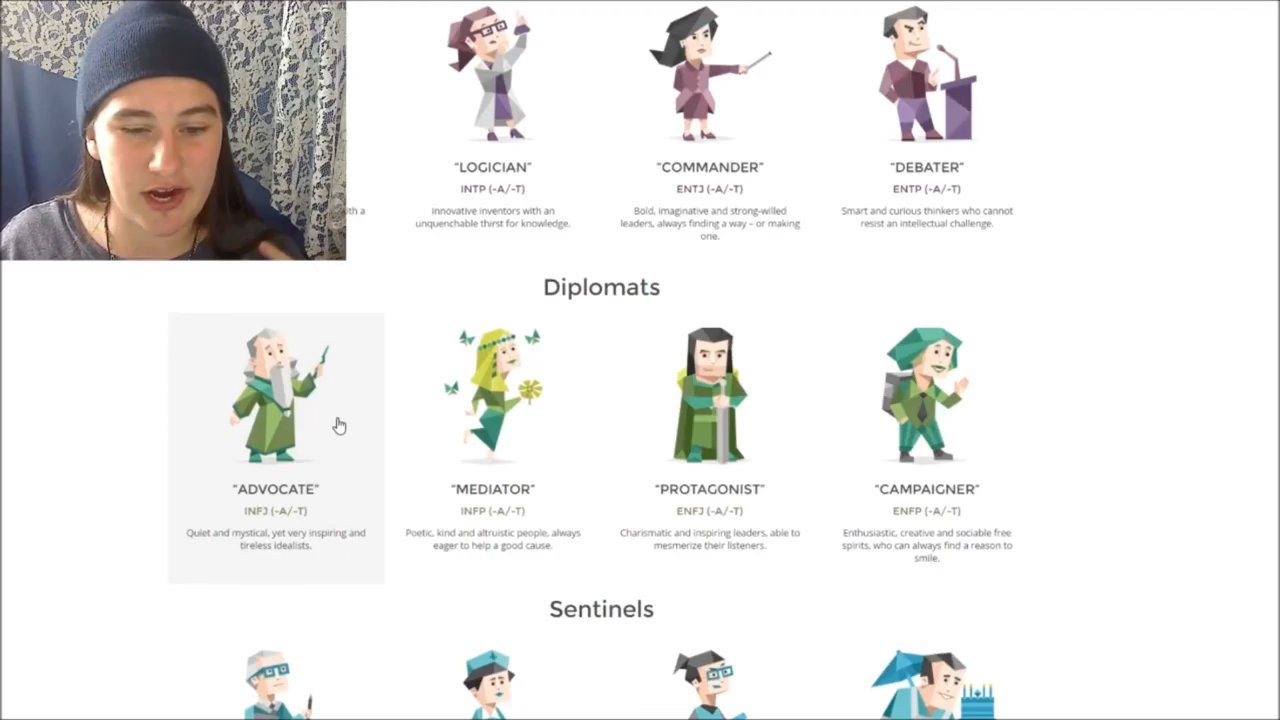 "LOGICIAN"
"COMMANDER"
"DEBATER"
INTP (-A/-T)
ENTJ (-A/-T)
ENTP (-A/-T)
ith a
Innovative inventors with an
unquenchable thirst for knowledge.
Bold, imaginative and strong-willed
leaders, always finding a way – or making
one.
Smart and curious thinkers who cannot
resist an intellectual challenge.
Diplomats
"ADVOCATE"
"MEDIATOR"
"PROTAGONIST"
"CAMPAIGNER"
INFJ (-A/-T)
INFP (-A/-T)
ENFJ (-A/-T)
ENFP (-A/-T)
Quiet and mystical, yet very inspiring and
tireless idealists.
Poetic, kind and altruistic people, always
eager to help a good cause.
Charismatic and inspiring leaders, able to
mesmerize their listeners.
Enthusiastic, creative and sociable free
spirits, who can always find a reason to
smile.
Sentinels